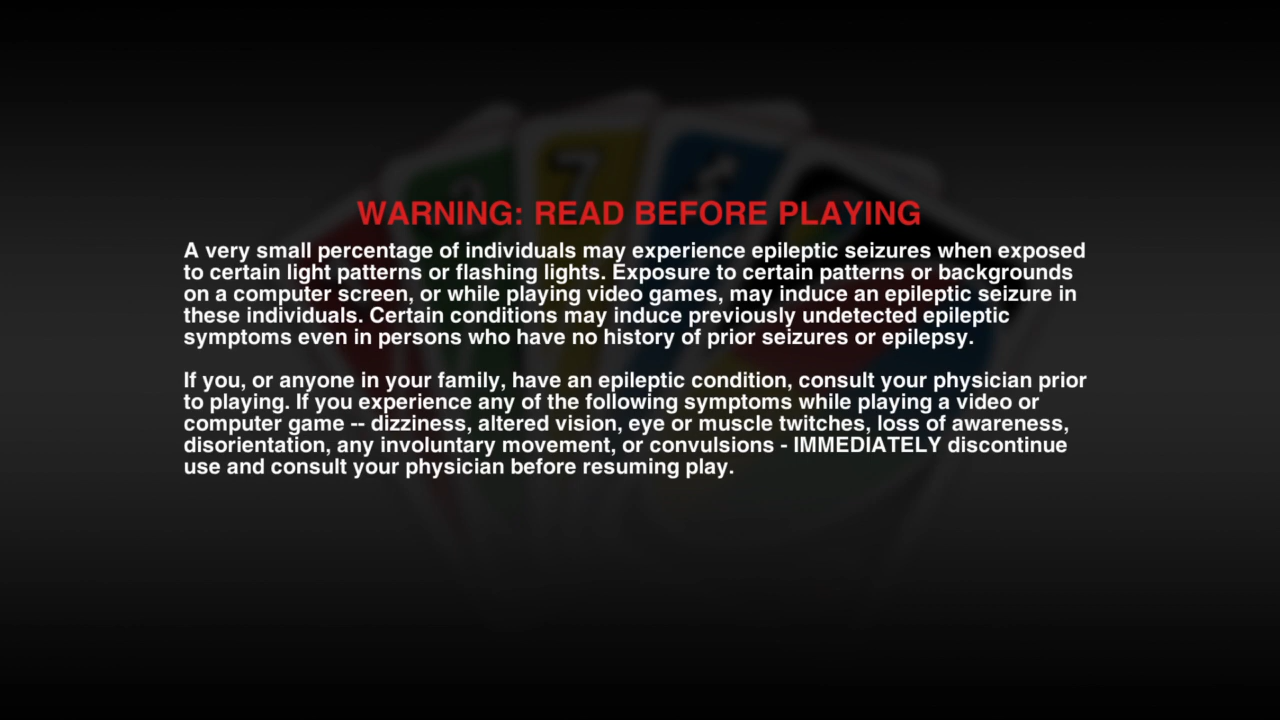 WARNING: READ BEFORE PLAYING
A very small percentage of individuals may experience epileptic seizures when exposed
to certain light patterns or flashing lights. Exposure to certain patterns or backgrounds
on a computer screen, or while playing video games, may induce an epileptic seizure in
these individuals. Certain conditions may induce previously undetected epileptic
symptoms even in persons who have no history of prior seizures or epilepsy.
If you, or anyone in your family, have an epileptic condition, consult your physician prior
to playing. If you experience any of the following symptoms while playing a video or
computer game -- dizziness, altered vision, eye or muscle twitches, loss of awareness,
disorientation, any involuntary movement, or convulsions - IMMEDIATELY discontinue
use and consult your physician before resuming play.